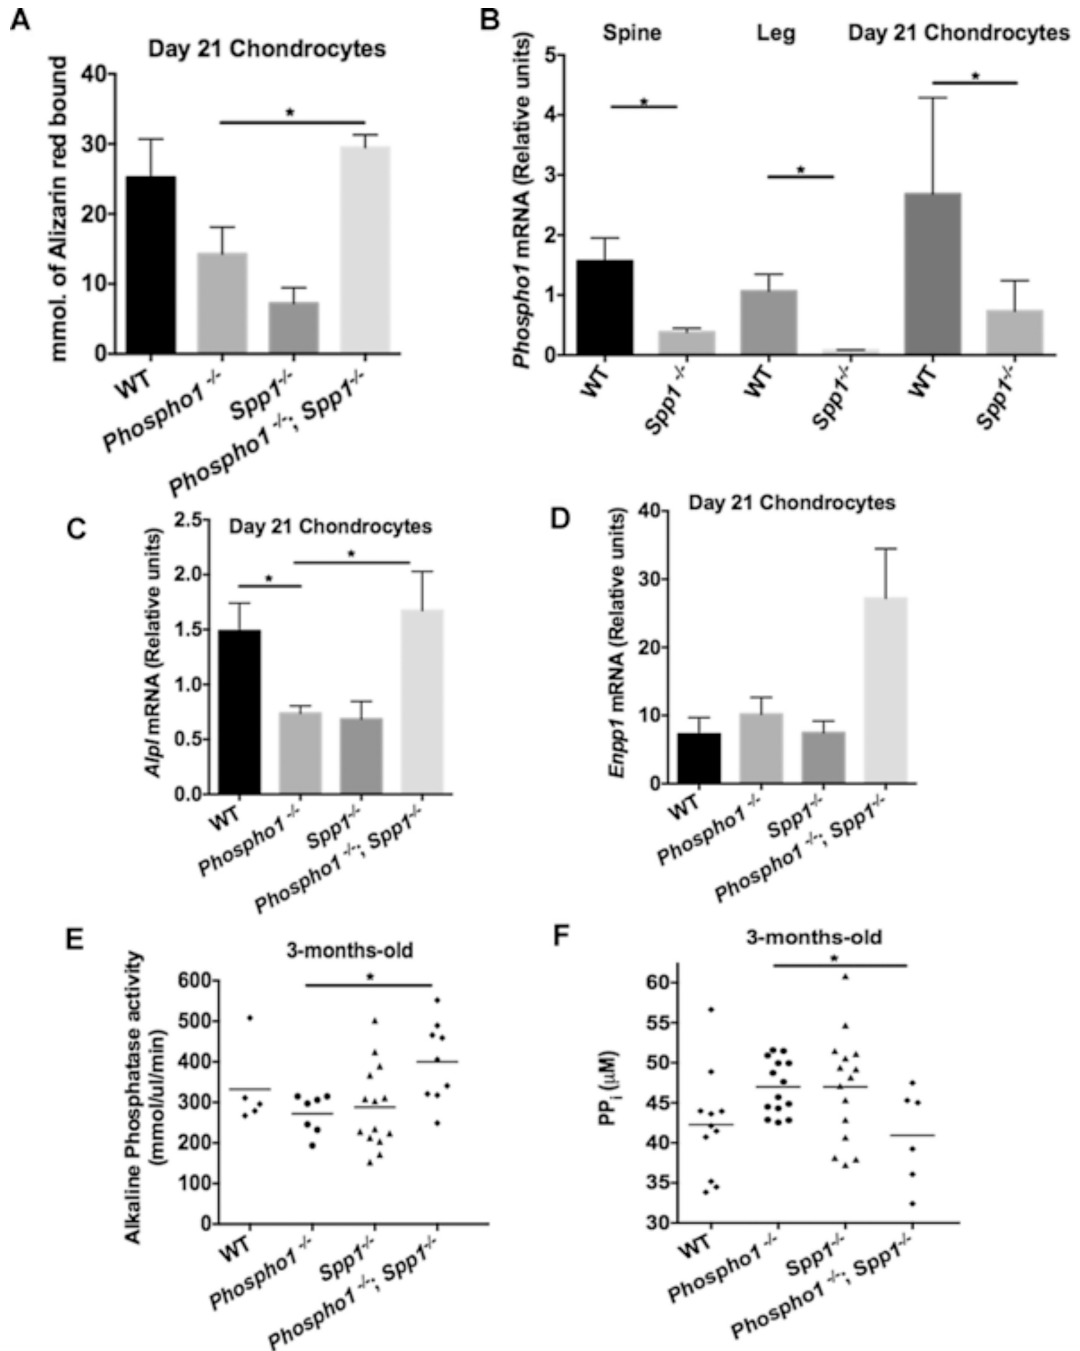 A
Day 21 Chondrocytes
mmol. of Alizarin red bound
40
30
20
10
0
*
WT
Phospho1 -/-
Spp1-/-
Phospho1 -/-; Spp1-/-
B
Spine
Leg
Day 21 Chondrocytes
Phospho1 mRNA (Relative units)
5
4
3
2
1
0
*
*
*
WT
Spp1 -/-
WT
Spp1-/-
WT
Spp1-/-
C
Day 21 Chondrocytes
Alpl mRNA (Relative units)
2.5
2.0
1.5
1.0
0.5
0.0
*
*
WT
Phospho1 -/-
Spp1-/-
Phospho1 -/-; Spp1-/-
D
Day 21 Chondrocytes
Enpp1 mRNA (Relative units)
40
30
20
10
0
WT
Phospho1 -/-
Spp1-/-
Phospho1 -/-; Spp1-/-
E
3-months-old
Alkaline Phosphatase activity
(mmol/ul/min)
600
500
400
300
200
100
0
*
WT
Phospho1 -/-
Spp1-/-
Phospho1 -/-; Spp1-/-
F
3-months-old
PPi (µM)
60
55
50
45
40
35
30
*
WT
Phospho1 -/-
Spp1-/-
Phospho1 -/-; Spp1-/-